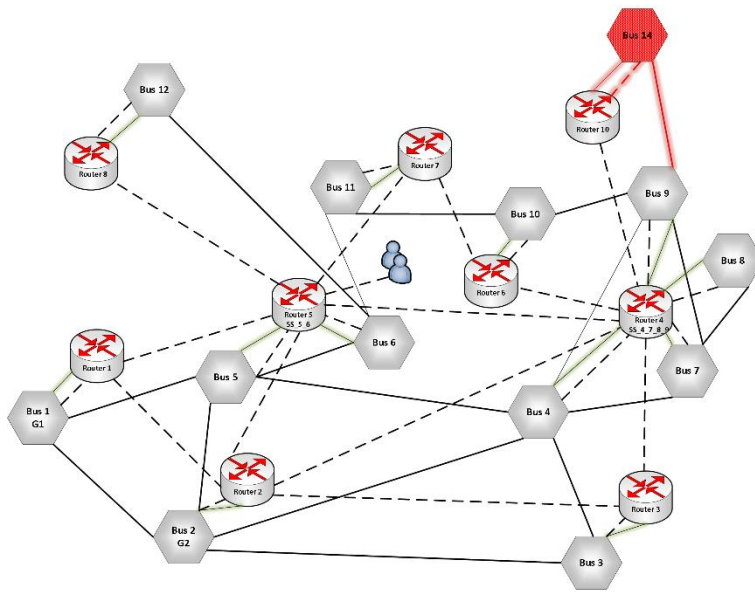 Bus 14
Bus 12
Router 10
Router 8
Router 7
Bus 11
Bus 9
Bus 10
Bus 8
Router 6
Router 5
SS_5_6
Router 4
SS_4_7_8_9
Bus 6
Router 1
Bus 5
Bus 7
Bus 1
G1
Bus 4
Router 2
Router 3
Bus 2
G2
Bus 3